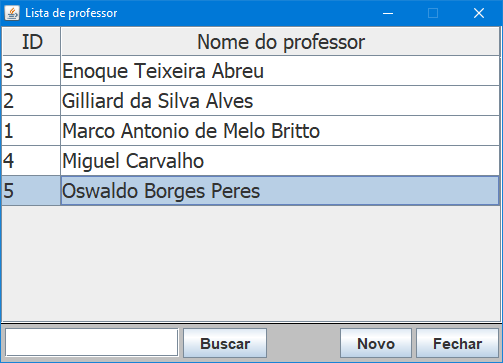 Lista de professor
ID Nome do professor
3 Enoque Teixeira Abreu
2 Gilliard da Silva Alves
1 Marco Antonio de Melo Britto
4 Miguel Carvalho
5 Oswaldo Borges Peres
Buscar Novo Fechar